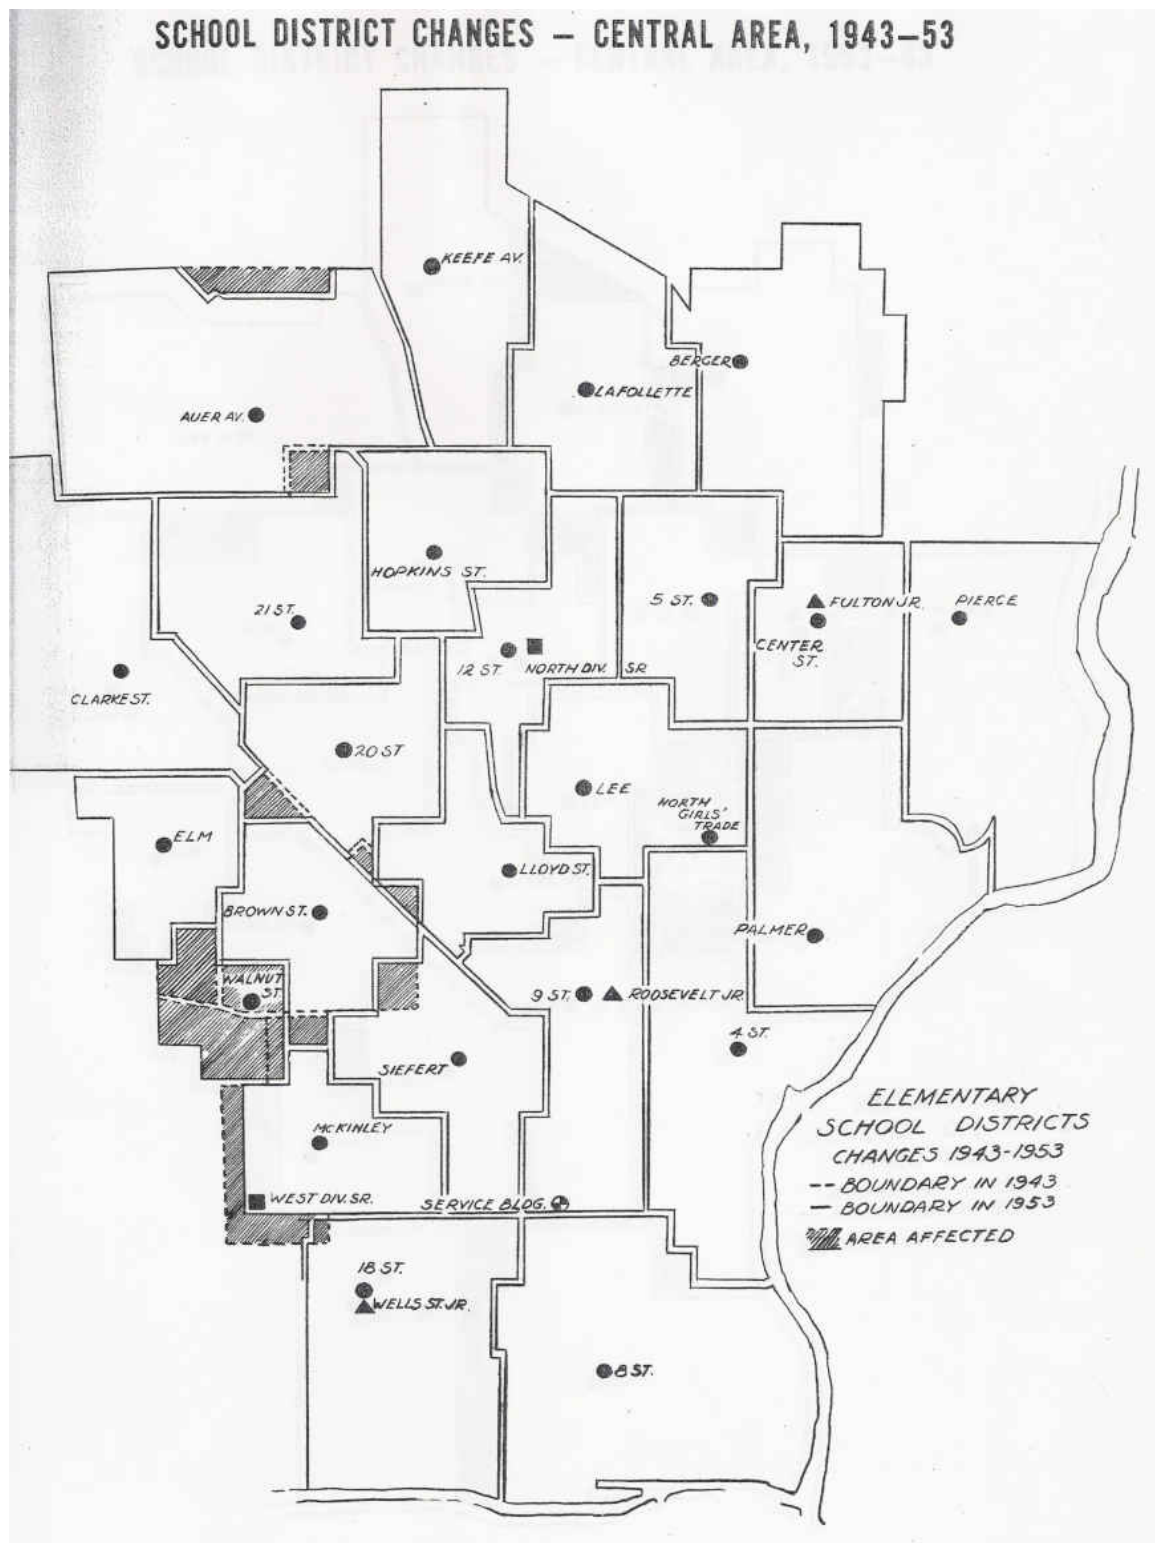 SCHOOL DISTRICT CHANGES — CENTRAL AREA, 1943—53
KEEFE AV.
BERGER
LAFOLLETTE
AUER AV.
HOPKINS ST.
5 ST.
FULTON JR.
PIERCE
21 ST.
CENTER
ST.
12 ST.
NORTH DIV. SR
CLARKE ST.
20 ST
LEE
NORTH
GIRLS'
TRADE
ELM
LLOYD ST.
BROWN ST.
PALMER
WALNUT
ST.
9 ST.
ROOSEVELT JR.
4 ST.
SIEFERT
MCKINLEY
WEST DIV. SR.
SERVICE BLDG.
18 ST.
WELLS ST. JR.
8 ST.
ELEMENTARY
SCHOOL DISTRICTS
CHANGES 1943-1953
-- BOUNDARY IN 1943
— BOUNDARY IN 1953
AREA AFFECTED